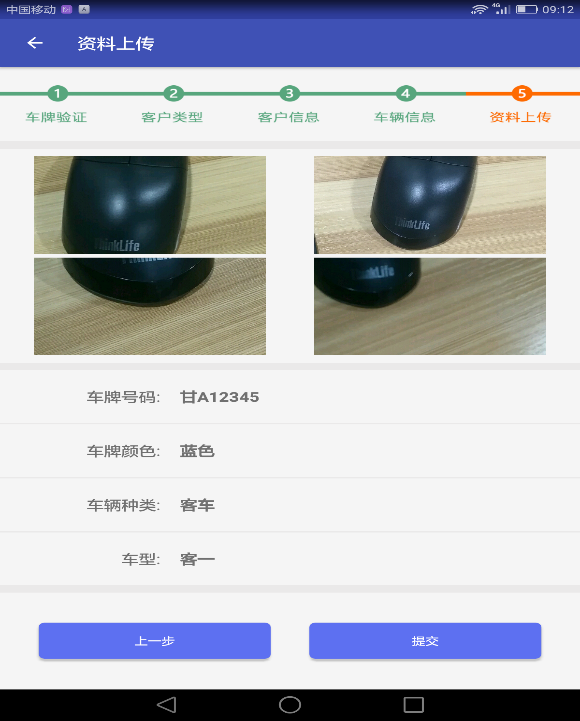 中国移动 4G 09:12
资料上传
1 2 3 4 5
车牌验证 客户类型 客户信息 车辆信息 资料上传
ThinkLife
ThinkLife
ThinkLife
车牌号码: 甘A12345
车牌颜色: 蓝色
车辆种类: 客车
车型: 客一
上一步 提交